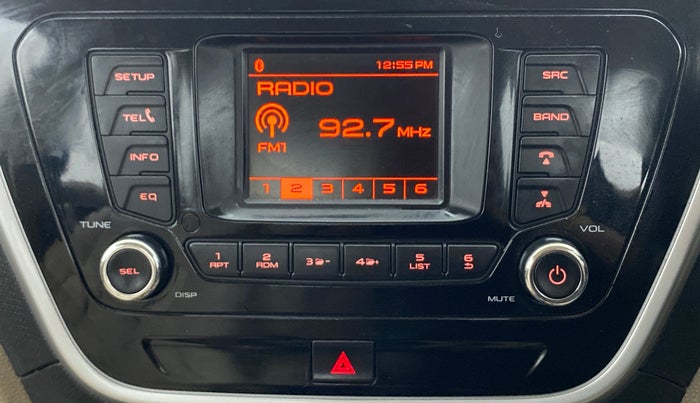 12:55 PM
RADIO
92.7 MHz
FM1
1 2 3 4 5 6
SETUP
TEL
INFO
EQ
SRC
BAND
TUNE
SEL
DISP
1 RPT
2 RDM
3 -
4 +
5 LIST
6
VOL
MUTE